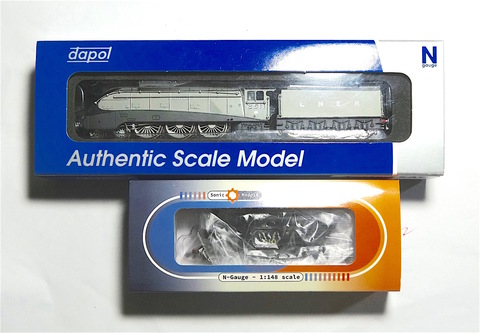 dapol
N
gauge
L N E R
Authentic Scale Model
Sonic Models
N-Gauge - 1:148 scale